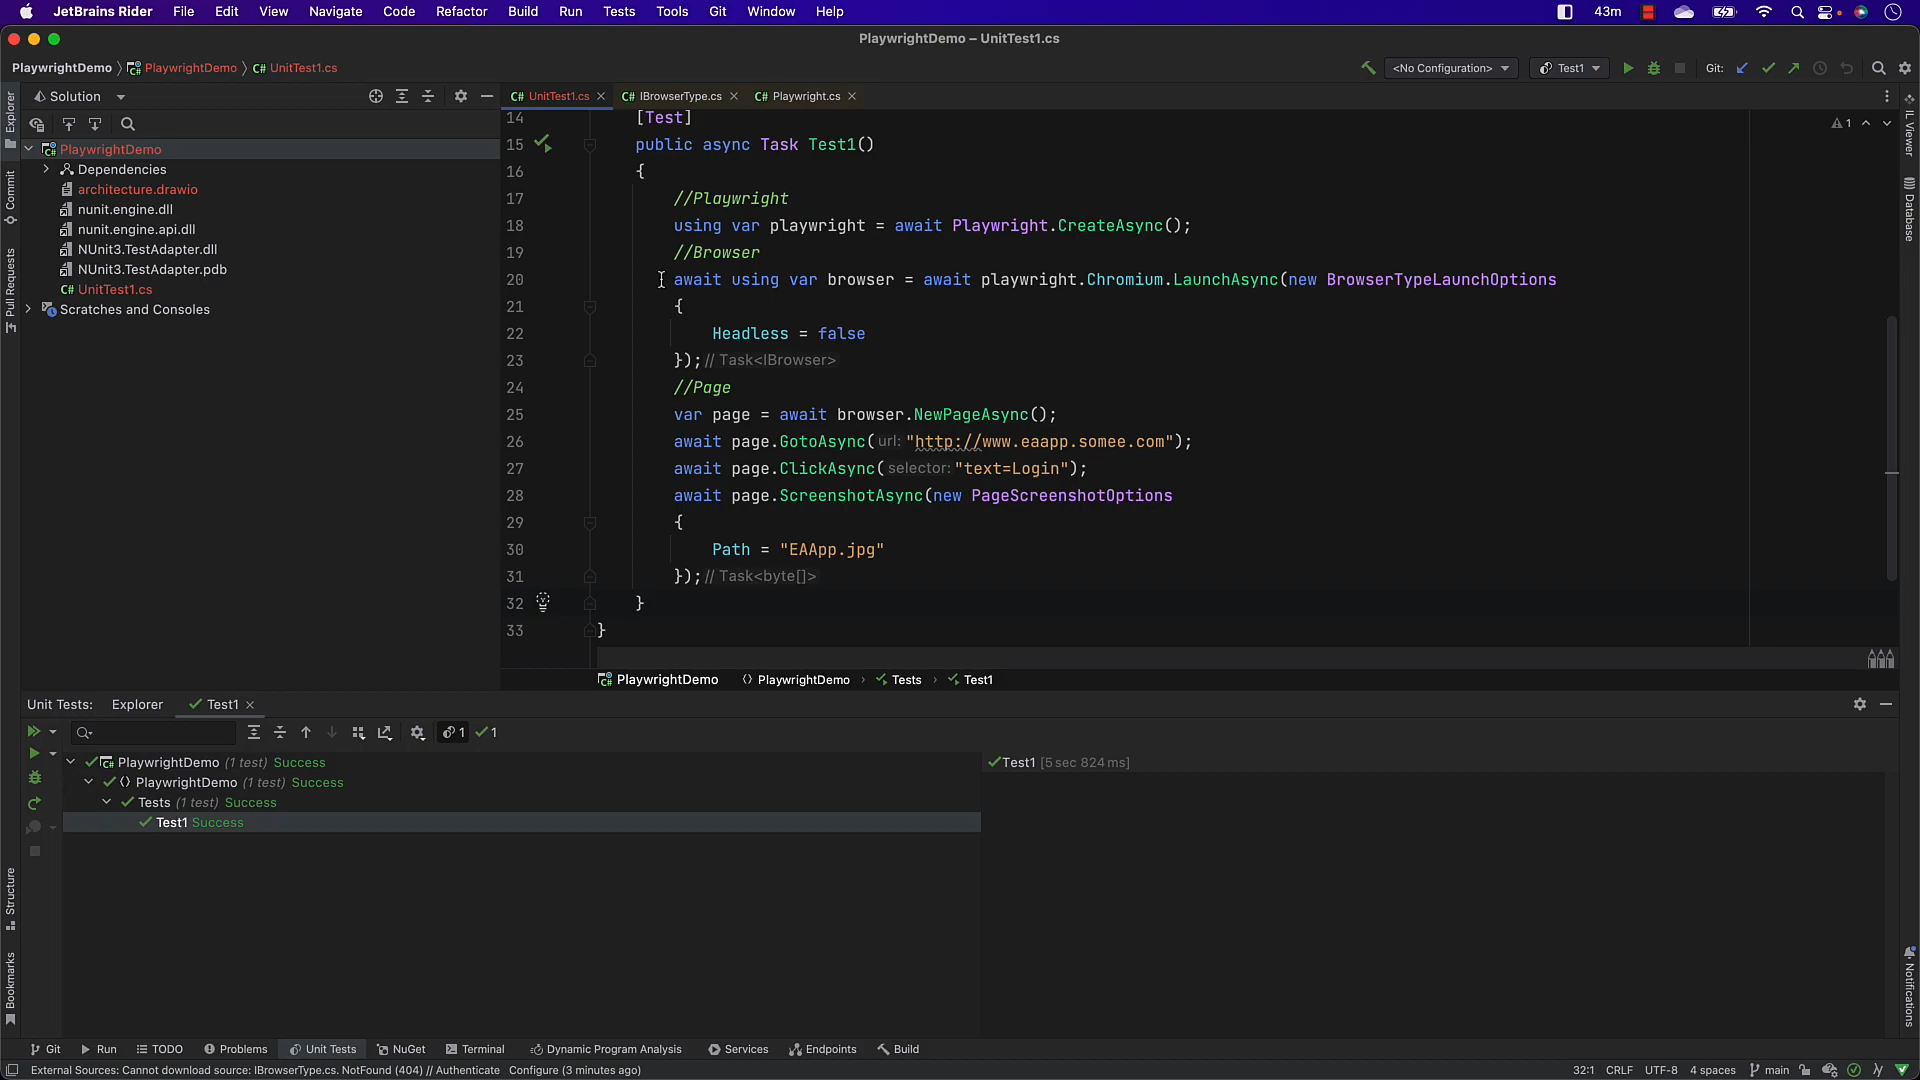 JetBrains Rider File Edit View Navigate Code Refactor Build Run Tests Tools Git Window Help 43m
PlaywrightDemo – UnitTest1.cs
PlaywrightDemo PlaywrightDemo UnitTest1.cs <No Configuration> Test1 Git:
Solution
C# UnitTest1.cs C# IBrowserType.cs C# Playwright.cs
PlaywrightDemo
Dependencies
architecture.drawio
nunit.engine.dll
nunit.engine.api.dll
NUnit3.TestAdapter.dll
NUnit3.TestAdapter.pdb
C# UnitTest1.cs
Scratches and Consoles
Explorer
Commit
Pull Requests
Structure
Bookmarks
14 [Test]
15 public async Task Test1()
16 {
17 //Playwright
18 using var playwright = await Playwright.CreateAsync();
19 //Browser
20 await using var browser = await playwright.Chromium.LaunchAsync(new BrowserTypeLaunchOptions
21 {
22 Headless = false
23 }); // Task<IBrowser>
24 //Page
25 var page = await browser.NewPageAsync();
26 await page.GotoAsync( url: "http://www.eaapp.somee.com");
27 await page.ClickAsync( selector: "text=Login");
28 await page.ScreenshotAsync(new PageScreenshotOptions
29 {
30 Path = "EAApp.jpg"
31 }); // Task<byte[]>
32 }
33 }
1
IL Viewer
Database
Notifications
PlaywrightDemo PlaywrightDemo Tests Test1
Unit Tests: Explorer Test1
1 1
PlaywrightDemo (1 test) Success
PlaywrightDemo (1 test) Success
Tests (1 test) Success
Test1 Success
Test1 [5 sec 824 ms]
Git Run TODO Problems Unit Tests NuGet Terminal Dynamic Program Analysis Services Endpoints Build
External Sources: Cannot download source: IBrowserType.cs. NotFound (404) // Authenticate Configure (3 minutes ago) 32:1 CRLF UTF-8 4 spaces main